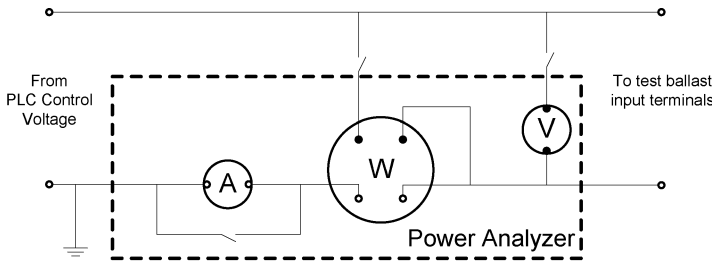 From
PLC Control
Voltage
To test ballast
input terminals
A
W
V
Power Analyzer